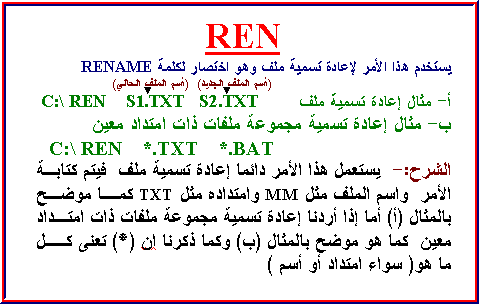 REN
يستخدم هذا الأمر لإعادة تسمية ملف وهو اختصار لكلمة RENAME
(أسم الملف الجديد) (أسم الملف الحالي)
أ- مثال إعادة تسمية ملف C:\ REN S1.TXT S2.TXT
ب- مثال إعادة تسمية مجموعة ملفات ذات امتداد معين
C:\ REN *.TXT *.BAT
الشرح:- يستعمل هذا الأمر دائما إعادة تسمية ملف فيتم كتابة
الأمر واسم الملف مثل MM وامتداده مثل TXT كما موضح
بالمثال (أ) أما إذا أردنا إعادة تسمية مجموعة ملفات ذات امتداد
معين كما هو موضح بالمثال (ب) وكما ذكرنا إن (*) تعنى كل
ما هو( سواء امتداد أو أسم )